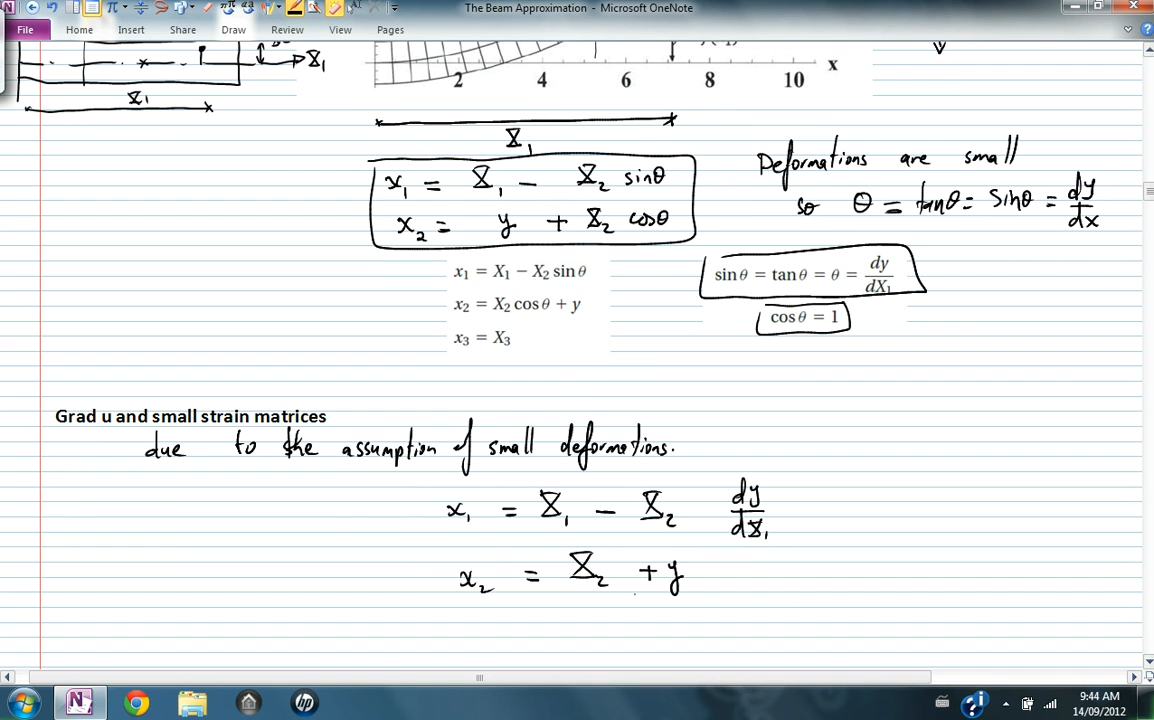 The Beam Approximation - Microsoft OneNote
File Home Insert Share Draw Review View Pages
X₁
2 4 6 8 10 x
X₁
X₁
x₁ = X₁ - X₂ sinθ
x₂ = y + X₂ cosθ
Deformations are small
so θ = tanθ = sinθ = dy/dx
x₁ = X₁ − X₂ sin θ
x₂ = X₂ cos θ + y
x₃ = X₃
sin θ = tan θ = θ = dy/dX₁
cos θ = 1
Grad u and small strain matrices
due to the assumption of small deformations.
x₁ = X₁ - X₂ dy/dX₁
x₂ = X₂ + y
9:44 AM
14/09/2012